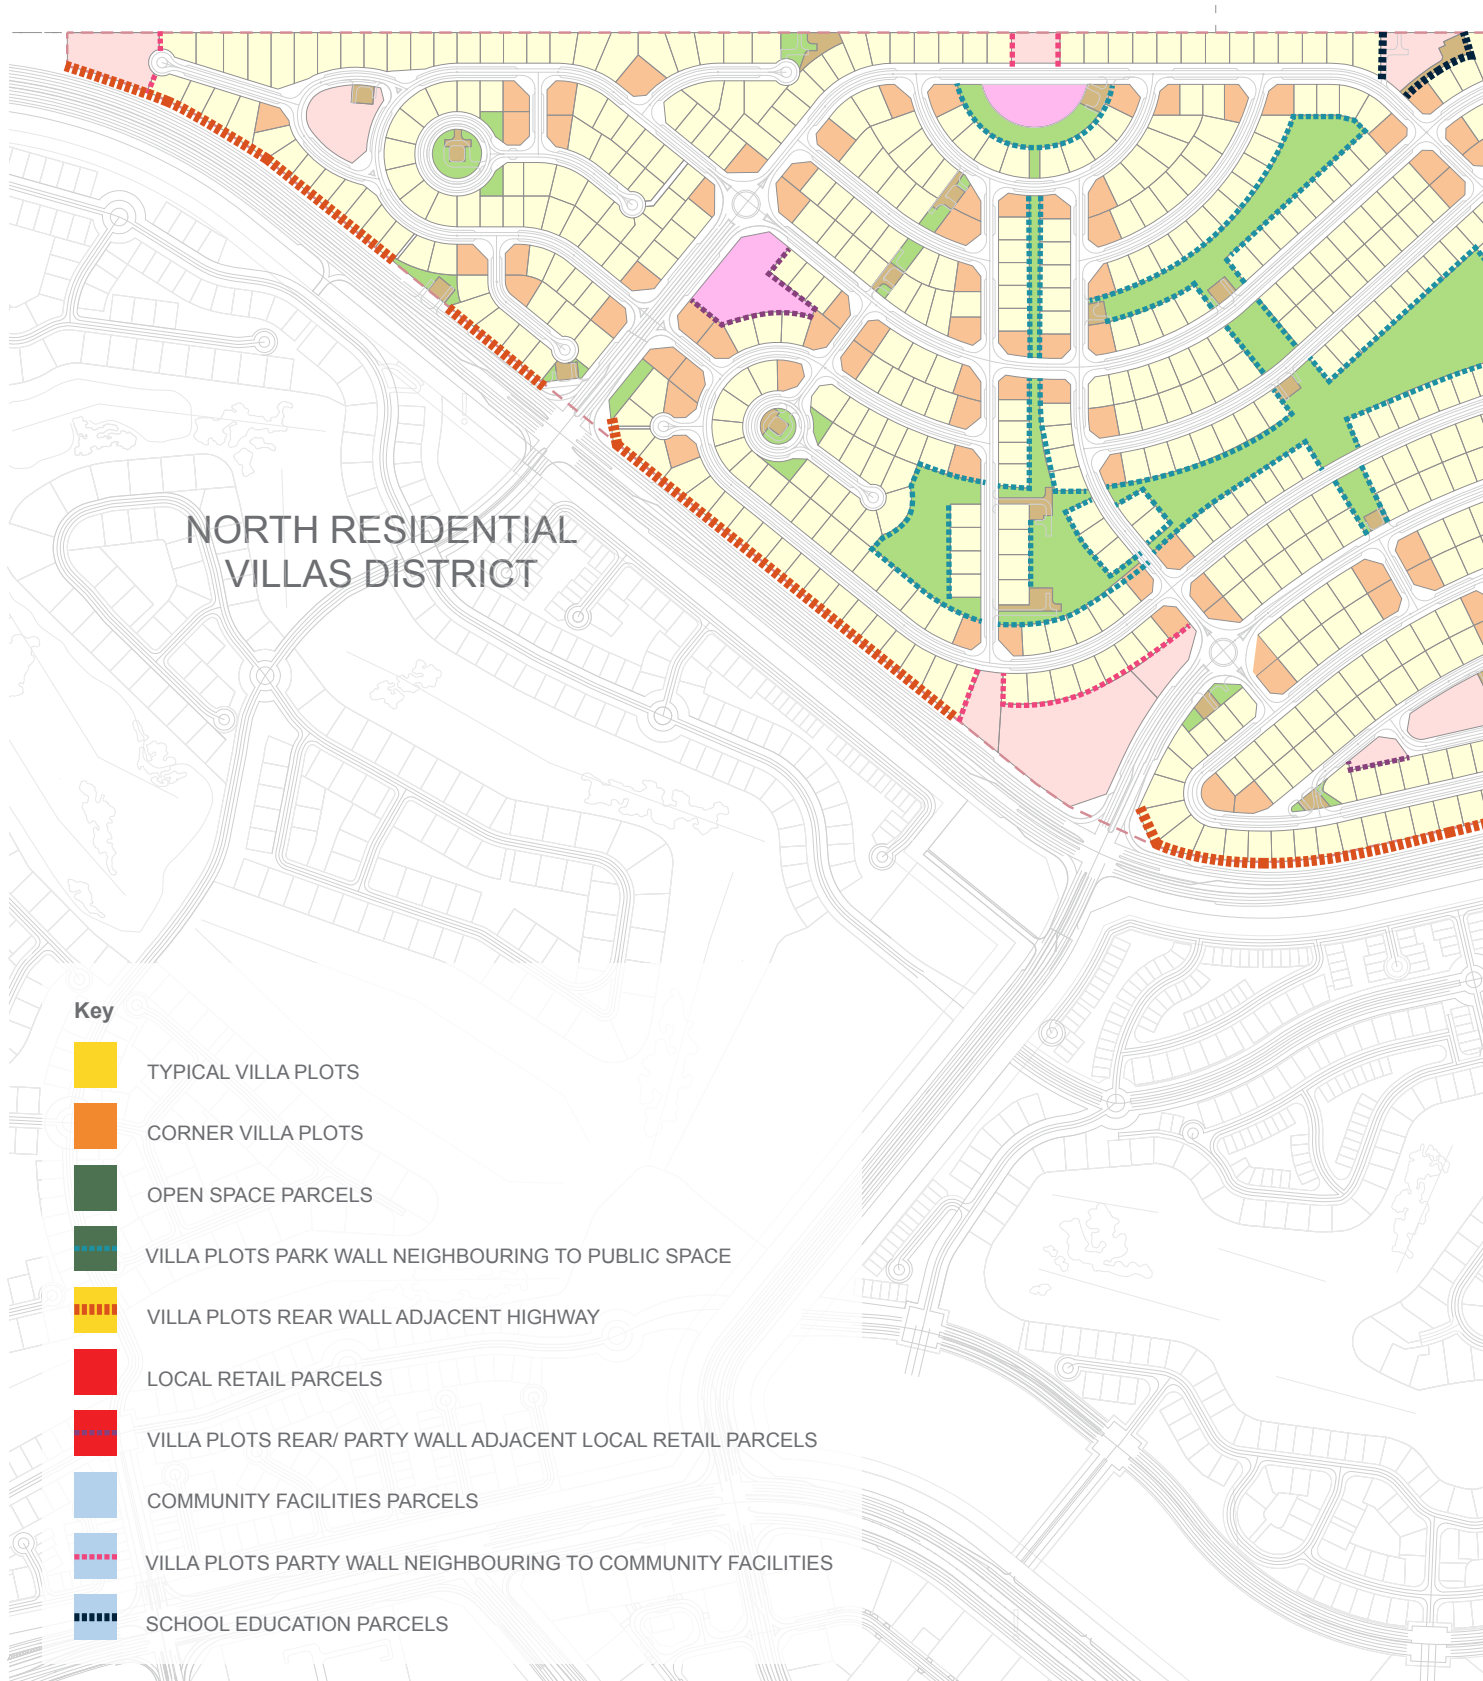 NORTH RESIDENTIAL
VILLAS DISTRICT
Key
TYPICAL VILLA PLOTS
CORNER VILLA PLOTS
OPEN SPACE PARCELS
VILLA PLOTS PARK WALL NEIGHBOURING TO PUBLIC SPACE
VILLA PLOTS REAR WALL ADJACENT HIGHWAY
LOCAL RETAIL PARCELS
VILLA PLOTS REAR/ PARTY WALL ADJACENT LOCAL RETAIL PARCELS
COMMUNITY FACILITIES PARCELS
VILLA PLOTS PARTY WALL NEIGHBOURING TO COMMUNITY FACILITIES
SCHOOL EDUCATION PARCELS